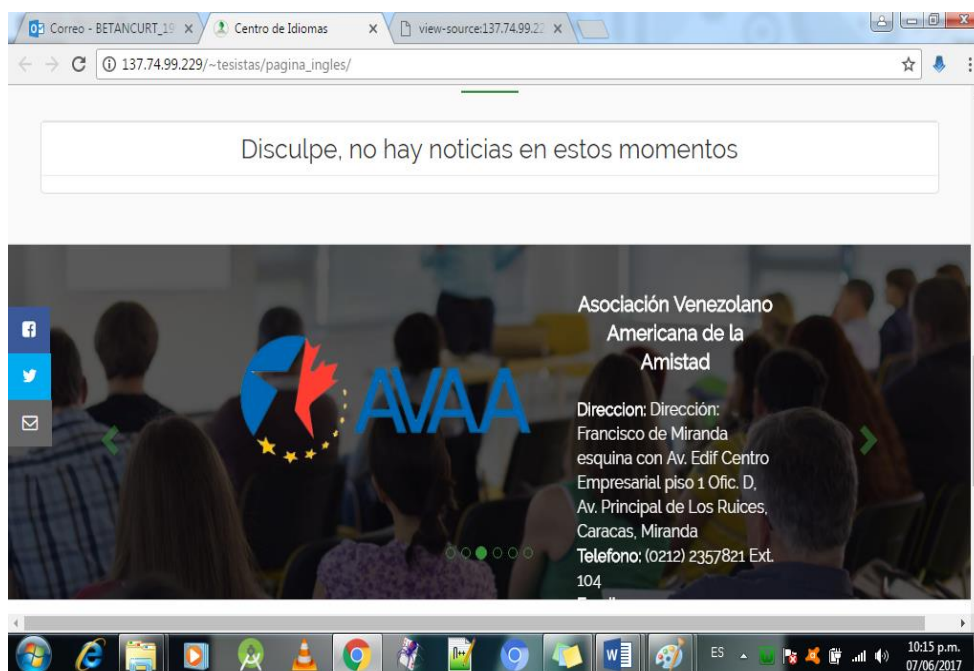 Correo - BETANCURT_19
Centro de Idiomas
view-source:137.74.99.22
137.74.99.229/~tesistas/pagina_ingles/
Disculpe, no hay noticias en estos momentos
AVAA
Asociación Venezolano
Americana de la
Amistad
Direccion: Dirección:
Francisco de Miranda
esquina con Av. Edif Centro
Empresarial piso 1 Ofic. D,
Av. Principal de Los Ruices,
Caracas, Miranda
Telefono: (0212) 2357821 Ext.
104
ES
10:15 p.m.
07/06/2017